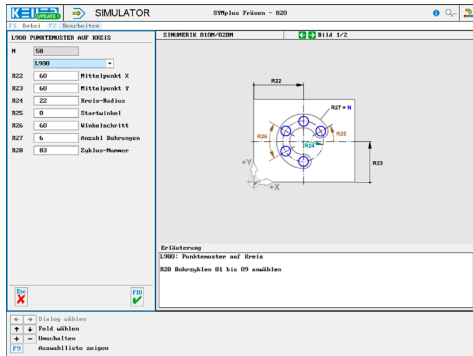 KELLER UPDATE! SIMULATOR SYMplus Fräsen - 820
F1 Datei F2 Bearbeiten
L900 PUNKTEMUSTER AUF KREIS
N 50
L900
R22 60 Mittelpunkt X
R23 60 Mittelpunkt Y
R24 22 Kreis-Radius
R25 0 Startwinkel
R26 60 Winkelschritt
R27 6 Anzahl Bohrungen
R28 83 Zyklus-Nummer
Esc
F10
SINUMERIK 810M/820M Bild 1/2
R22
R27 = N
R26
R25
R24
R23
+Y
+X
Erläuterung
L900: Punktemuster auf Kreis
R28 Bohrzyklen 81 bis 89 anwählen
Dialog wählen
Feld wählen
+ - Umschalten
F9 Auswahlliste zeigen